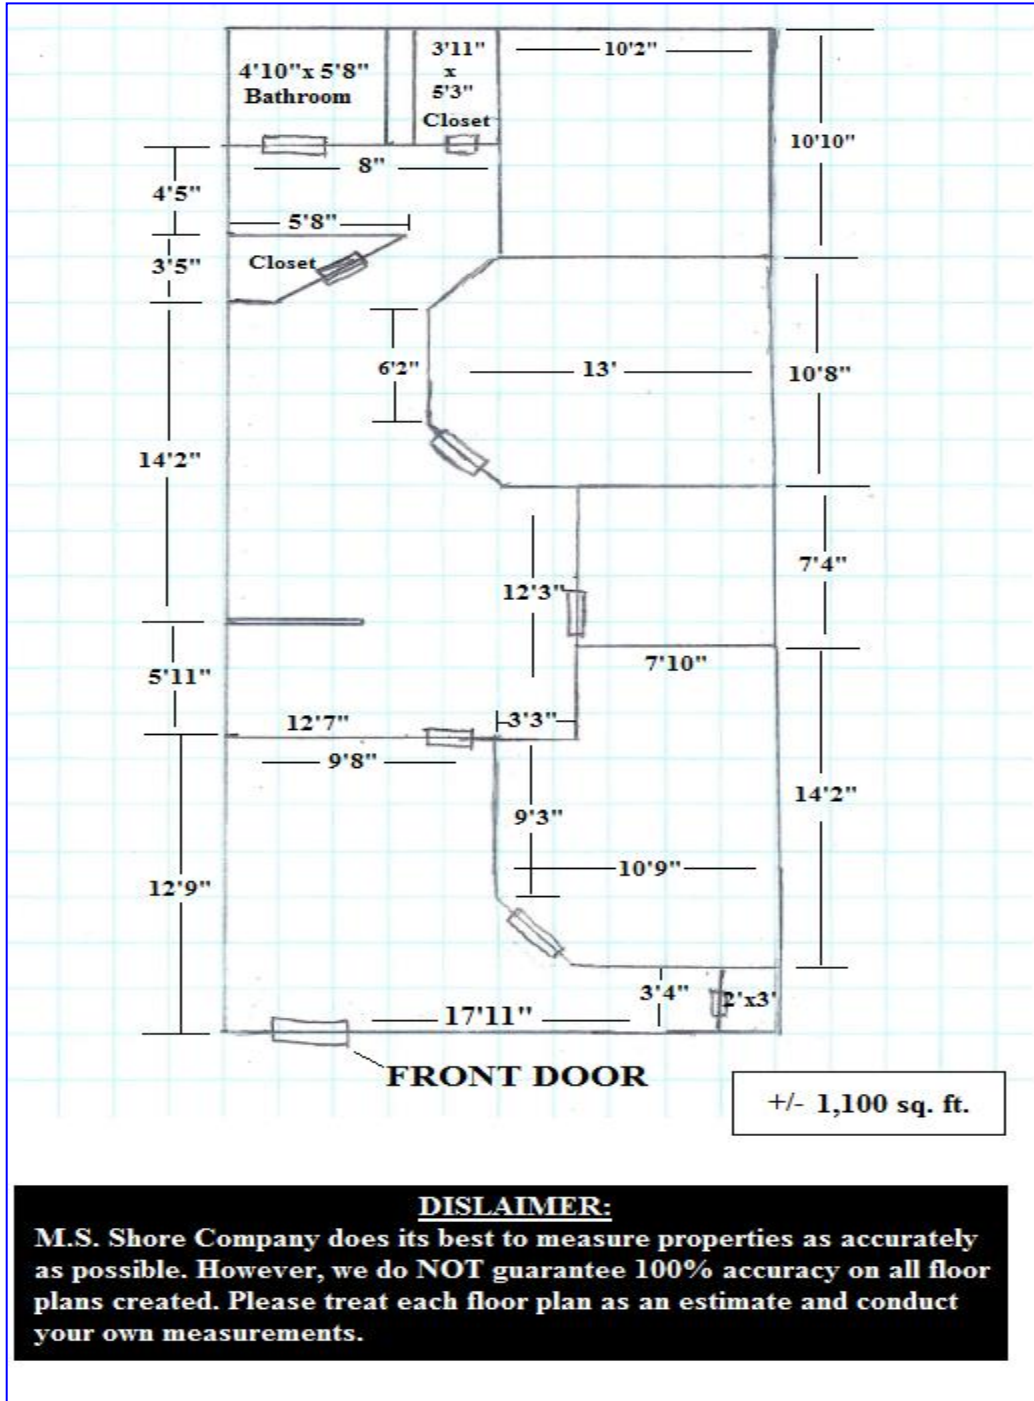 4'10"x 5'8"
Bathroom
3'11"
x
5'3"
Closet
10'2"
10'10"
8"
4'5"
5'8"
3'5"
Closet
6'2"
13'
10'8"
14'2"
12'3"
7'4"
7'10"
5'11"
12'7"
3'3"
9'8"
9'3"
14'2"
10'9"
12'9"
3'4"
2'x3'
17'11"
FRONT DOOR
+/- 1,100 sq. ft.
DISLAIMER:
M.S. Shore Company does its best to measure properties as accurately
as possible. However, we do NOT guarantee 100% accuracy on all floor
plans created. Please treat each floor plan as an estimate and conduct
your own measurements.